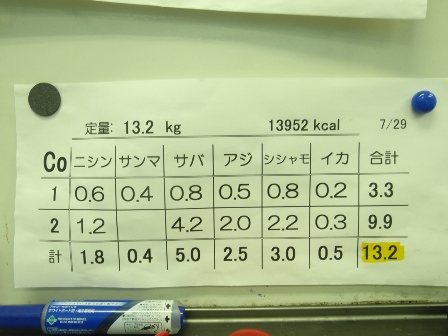 定量: 13.2 kg 13952 kcal 7/29
Co ニシン サンマ サバ アジ シシャモ イカ 合計
1 0.6 0.4 0.8 0.5 0.8 0.2 3.3
2 1.2 4.2 2.0 2.2 0.3 9.9
計 1.8 0.4 5.0 2.5 3.0 0.5 13.2